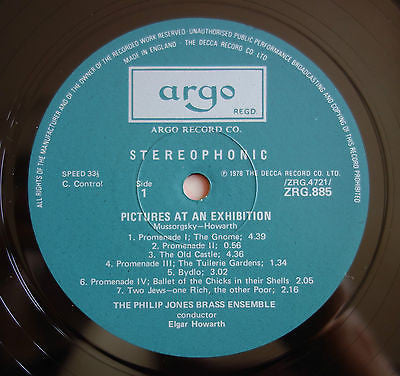 ALL RIGHTS OF THE MANUFACTURER AND OF THE OWNER OF THE RECORDED WORK RESERVED · UNAUTHORISED PUBLIC PERFORMANCE BROADCASTING AND COPYING OF THIS RECORD PROHIBITED
MADE IN ENGLAND · THE DECCA RECORD CO LTD
argo
REGD.
ARGO RECORD CO.
STEREOPHONIC
SPEED 33⅓
C. Control
Side
1
Ⓟ 1978 THE DECCA RECORD CO. LTD.
/ZRG.4721/
ZRG.885
PICTURES AT AN EXHIBITION
Mussorgsky—Howarth
1. Promenade I; The Gnome; 4.39
2. Promenade II; 0.56
3. The Old Castle; 4.34
4. Promenade III; The Tuilerie Gardens; 1.34
5. Bydlo; 3.02
6. Promenade IV; Ballet of the Chicks in their Shells 2.05
7. Two Jews—one Rich, the other Poor; 2.16
THE PHILIP JONES BRASS ENSEMBLE
conductor
Elgar Howarth